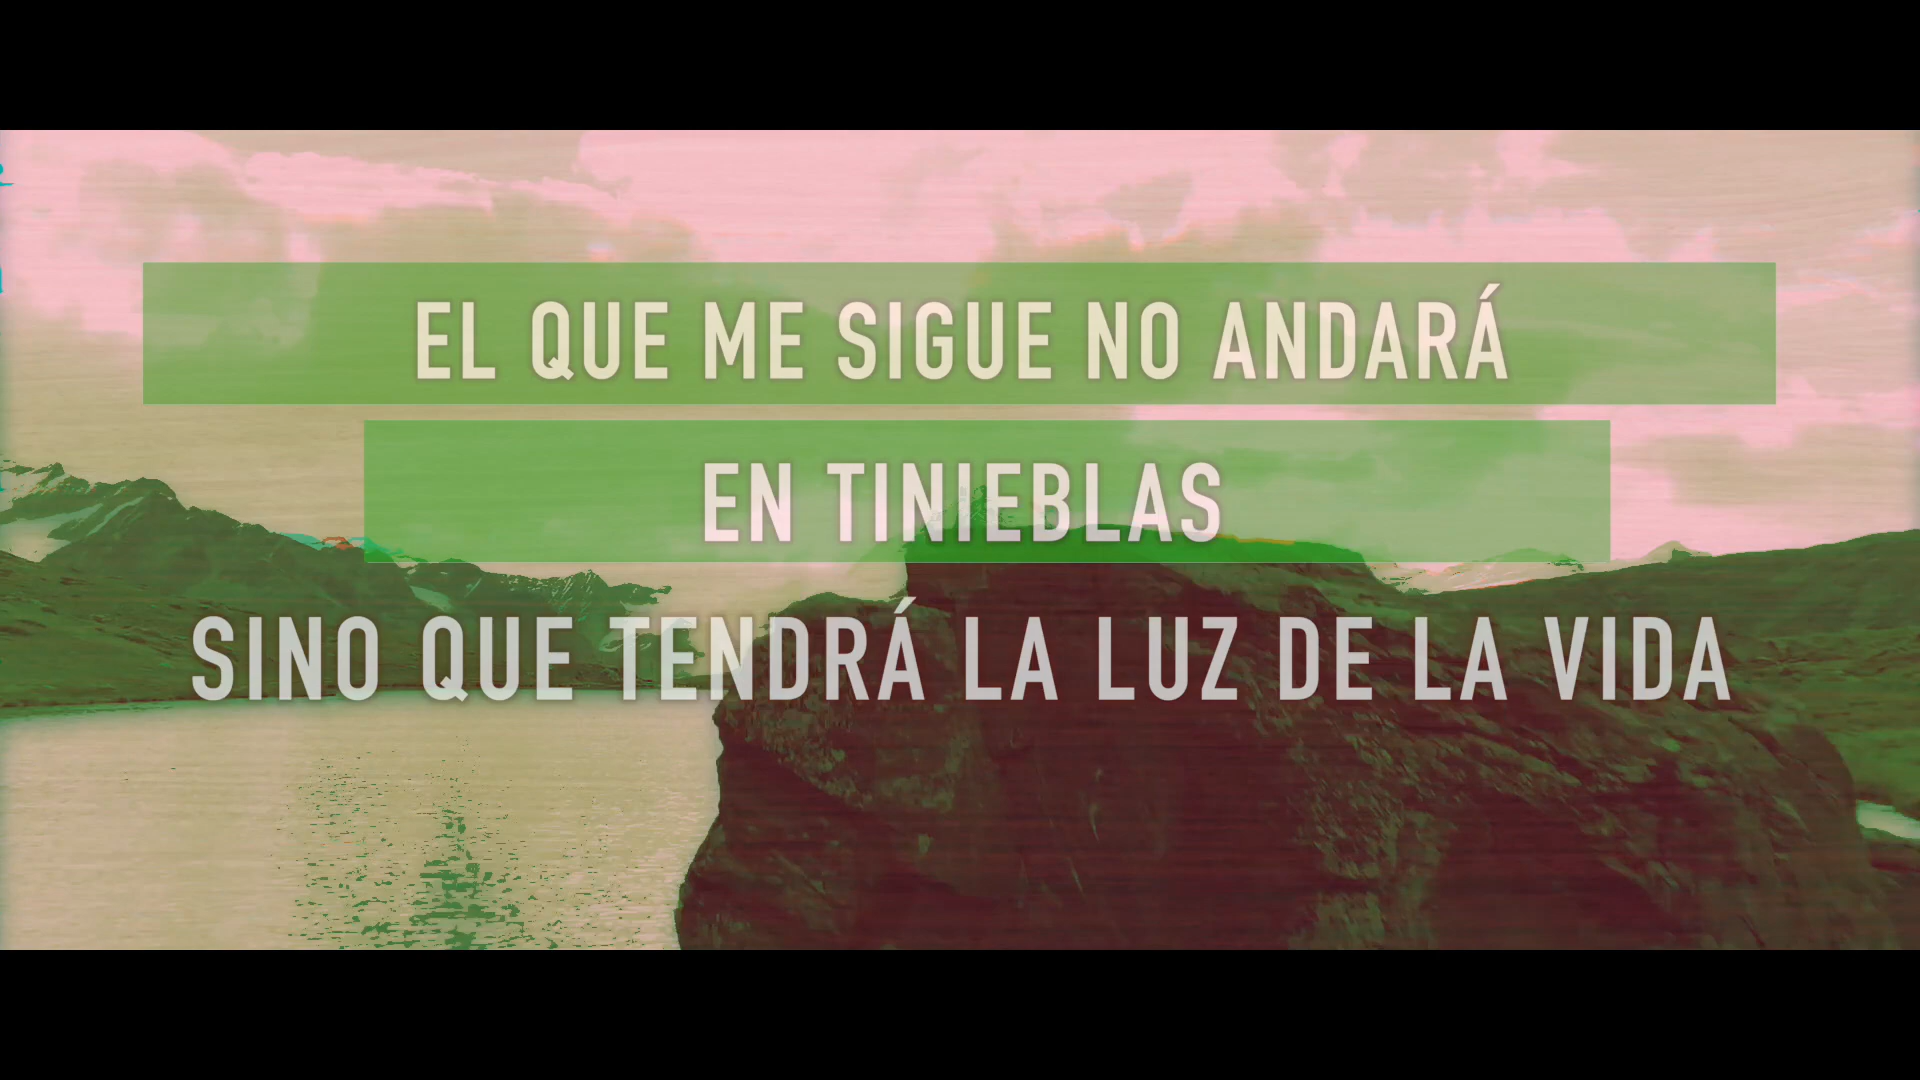 EL QUE ME SIGUE NO ANDARÁ
EN TINIEBLAS
SINO QUE TENDRÁ LA LUZ DE LA VIDA